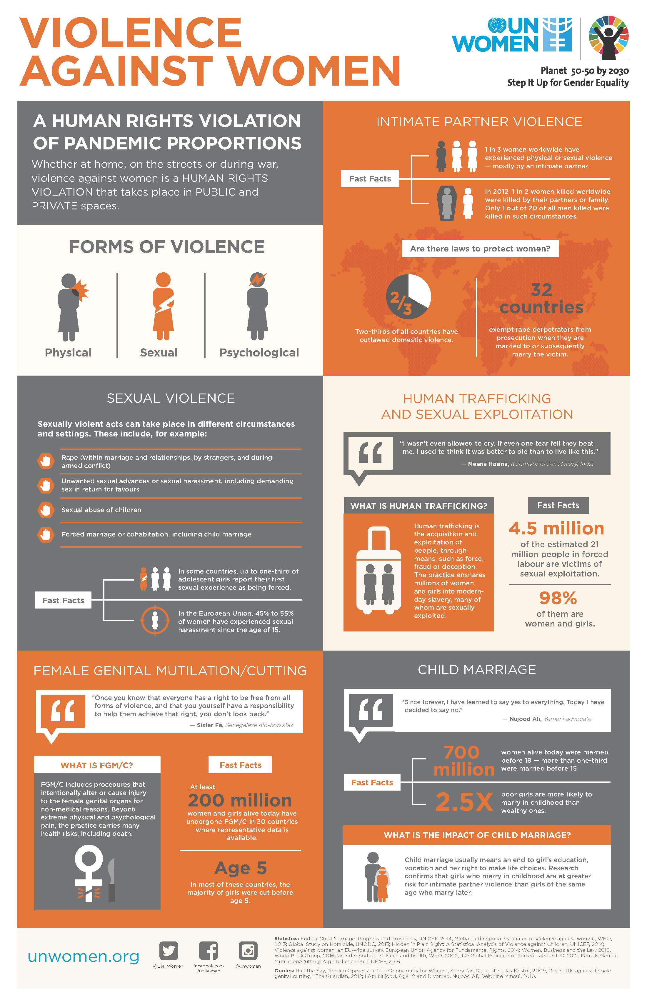 VIOLENCE
AGAINST WOMEN
UN
WOMEN
Planet 50-50 by 2030
Step It Up for Gender Equality
A HUMAN RIGHTS VIOLATION
OF PANDEMIC PROPORTIONS
Whether at home, on the streets or during war,
violence against women is a HUMAN RIGHTS
VIOLATION that takes place in PUBLIC and
PRIVATE spaces.
FORMS OF VIOLENCE
Physical
Sexual
Psychological
INTIMATE PARTNER VIOLENCE
Fast Facts
1 in 3 women worldwide have
experienced physical or sexual violence
— mostly by an intimate partner.
In 2012, 1 in 2 women killed worldwide
were killed by their partners or family.
Only 1 out of 20 of all men killed were
killed in such circumstances.
Are there laws to protect women?
2/3
Two-thirds of all countries have
outlawed domestic violence.
32
countries
exempt rape perpetrators from
prosecution when they are
married to or subsequently
marry the victim.
SEXUAL VIOLENCE
Sexually violent acts can take place in different circumstances
and settings. These include, for example:
Rape (within marriage and relationships, by strangers, and during
armed conflict)
Unwanted sexual advances or sexual harassment, including demanding
sex in return for favours
Sexual abuse of children
Forced marriage or cohabitation, including child marriage
Fast Facts
In some countries, up to one-third of
adolescent girls report their first
sexual experience as being forced.
In the European Union, 45% to 55%
of women have experienced sexual
harassment since the age of 15.
HUMAN TRAFFICKING
AND SEXUAL EXPLOITATION
“I wasn’t even allowed to cry. If even one tear fell they beat
me. I used to think it was better to die than to live like this.”
— Meena Hasina, a survivor of sex slavery, India
WHAT IS HUMAN TRAFFICKING?
Human trafficking is
the acquisition and
exploitation of
people, through
means, such as force,
fraud or deception.
The practice ensnares
millions of women
and girls into modern-
day slavery, many of
whom are sexually
exploited.
Fast Facts
4.5 million
of the estimated 21
million people in forced
labour are victims of
sexual exploitation.
98%
of them are
women and girls.
FEMALE GENITAL MUTILATION/CUTTING
“Once you know that everyone has a right to be free from all
forms of violence, and that you yourself have a responsibility
to help them achieve that right, you don't look back.”
— Sister Fa, Senegalese hip-hop star
WHAT IS FGM/C?
FGM/C includes procedures that
intentionally alter or cause injury
to the female genital organs for
non-medical reasons. Beyond
extreme physical and psychological
pain, the practice carries many
health risks, including death.
Fast Facts
At least
200 million
women and girls alive today have
undergone FGM/C in 30 countries
where representative data is
available.
Age 5
In most of these countries, the
majority of girls were cut before
age 5.
CHILD MARRIAGE
“Since forever, I have learned to say yes to everything. Today I have
decided to say no.”
— Nujood Ali, Yemeni advocate
Fast Facts
700
million
women alive today were married
before 18 — more than one-third
were married before 15.
2.5X
poor girls are more likely to
marry in childhood than
wealthy ones.
WHAT IS THE IMPACT OF CHILD MARRIAGE?
Child marriage usually means an end to girl’s education,
vocation and her right to make life choices. Research
confirms that girls who marry in childhood are at greater
risk for intimate partner violence than girls of the same
age who marry later.
unwomen.org
@UN_Women
facebook.com
/unwomen
@unwomen
Statistics: Ending Child Marriage: Progress and Prospects, UNICEF, 2014; Global and regional estimates of violence against women, WHO,
2013; Global Study on Homicide, UNODC, 2013; Hidden in Plain Sight: A Statistical Analysis of Violence against Children, UNICEF, 2014;
Violence against women: an EU-wide survey, European Union Agency for Fundamental Rights, 2014; Women, Business and the Law 2016,
World Bank Group, 2016; World report on violence and health, WHO, 2002; ILO Global Estimate of Forced Labour, ILO, 2012; Female Genital
Mutilation/Cutting: A global concern, UNICEF, 2016.
Quotes: Half the Sky, Turning Oppression into Opportunity for Women, Sheryl WuDunn, Nicholas Kristof, 2009; "My battle against female
genital cutting," The Guardian, 2012; I Am Nujood, Age 10 and Divorced, Nujood Ali, Delphine Minoui, 2010.